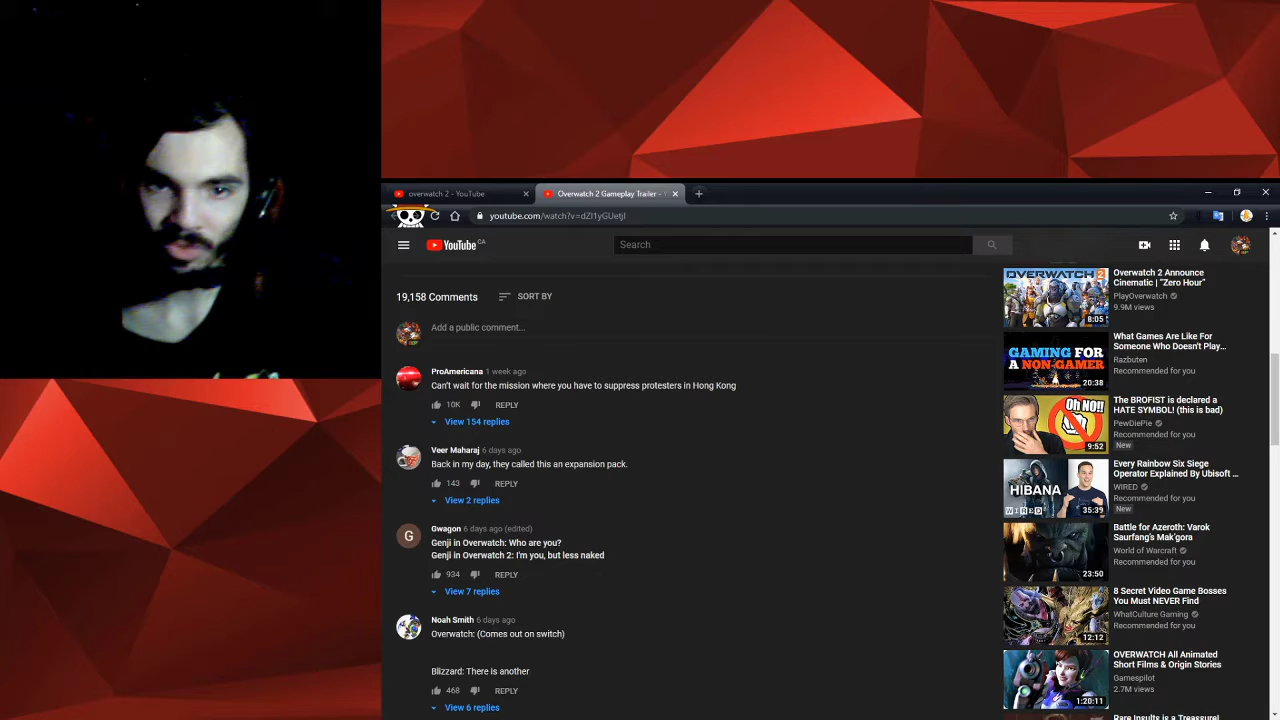 overwatch 2 - YouTube
Overwatch 2 Gameplay Trailer -
youtube.com/watch?v=dZl1yGUetjI
YouTube CA
Search
19,158 Comments
SORT BY
Add a public comment...
ProAmericana 1 week ago
Can't wait for the mission where you have to suppress protesters in Hong Kong
10K REPLY
View 154 replies
Veer Maharaj 6 days ago
Back in my day, they called this an expansion pack.
143 REPLY
View 2 replies
G
Gwagon 6 days ago (edited)
Genji in Overwatch: Who are you?
Genji in Overwatch 2: I'm you, but less naked
934 REPLY
View 7 replies
Noah Smith 6 days ago
Overwatch: (Comes out on switch)
Blizzard: There is another
468 REPLY
View 6 replies
OVERWATCH 2
8:05
Overwatch 2 Announce
Cinematic | "Zero Hour"
PlayOverwatch
9.9M views
GAMING FOR
A NON-GAMER
20:38
What Games Are Like For
Someone Who Doesn't Play...
Razbuten
Recommended for you
Oh NO!!
9:52
The BROFIST is declared a
HATE SYMBOL! (this is bad)
PewDiePie
Recommended for you
New
HIBANA
WIRED
35:39
Every Rainbow Six Siege
Operator Explained By Ubisoft ...
WIRED
Recommended for you
New
23:50
Battle for Azeroth: Varok
Saurfang's Mak'gora
World of Warcraft
Recommended for you
12:12
8 Secret Video Game Bosses
You Must NEVER Find
WhatCulture Gaming
Recommended for you
1:20:11
OVERWATCH All Animated
Short Films & Origin Stories
Gamespilot
2.7M views
Rare Insults is a Treasure!